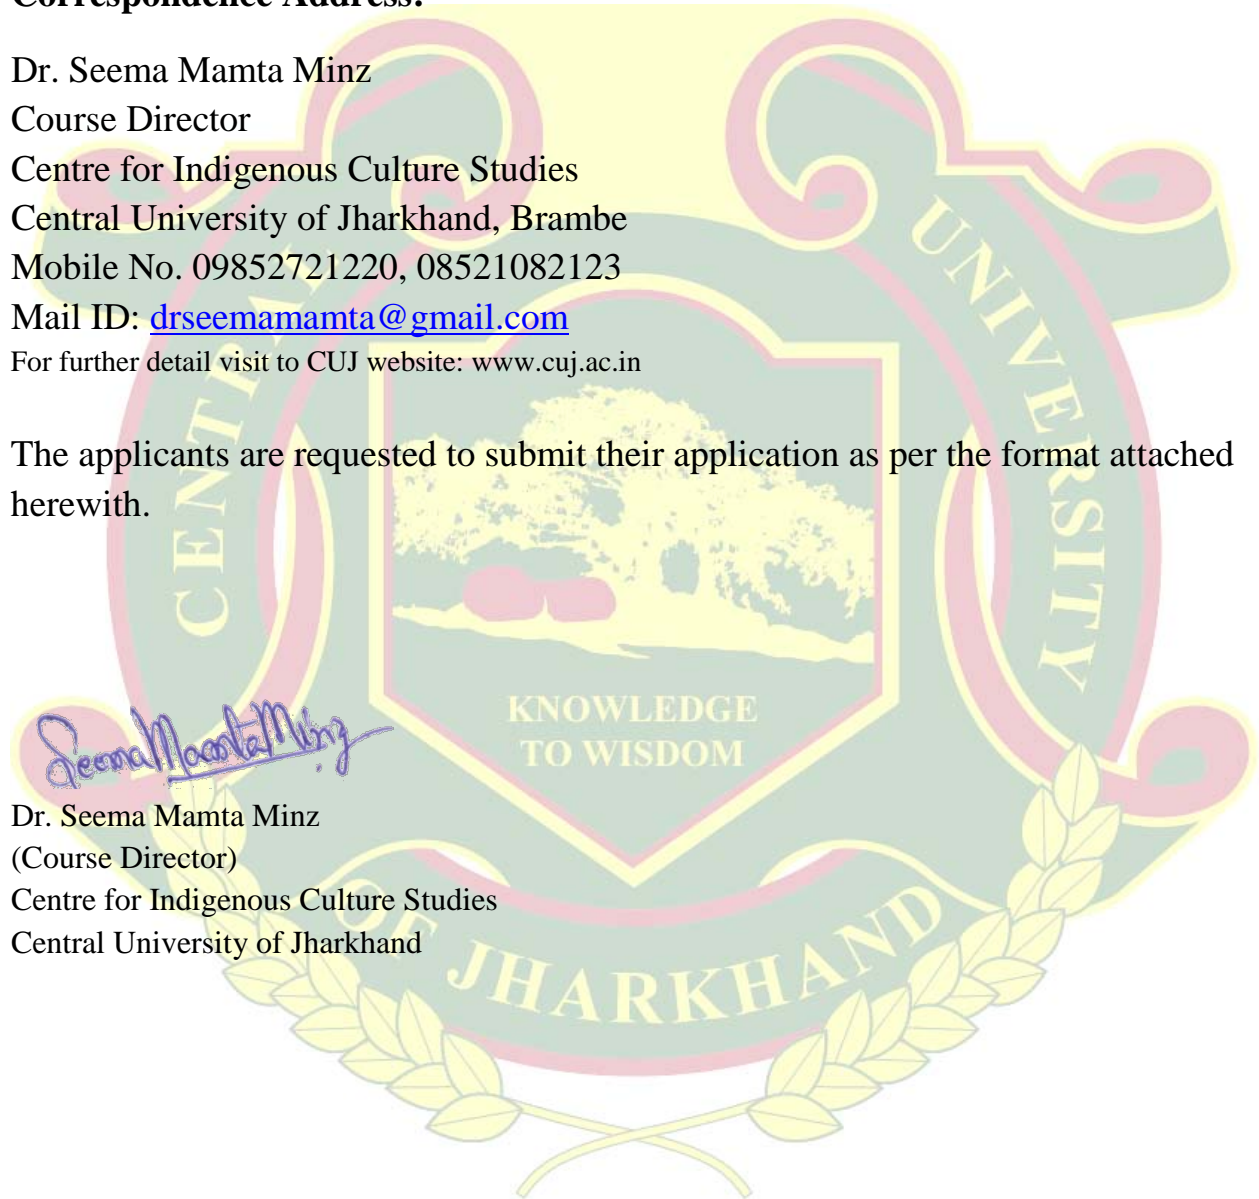 Correspondence Address:
Dr. Seema Mamta Minz
Course Director
Centre for Indigenous Culture Studies
Central University of Jharkhand, Brambe
Mobile No. 09852721220, 08521082123
Mail ID: drseemamamta@gmail.com
For further detail visit to CUJ website: www.cuj.ac.in
The applicants are requested to submit their application as per the format attached
herewith.
CENTRAL UNIVERSITY
KNOWLEDGE
TO WISDOM
OF JHARKHAND
Seema Mamta Minz
Dr. Seema Mamta Minz
(Course Director)
Centre for Indigenous Culture Studies
Central University of Jharkhand